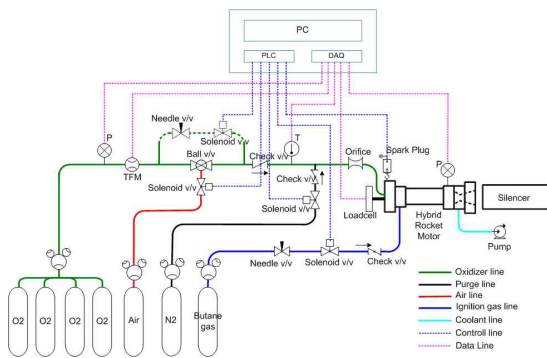 PC
PLC
DAQ
Needle v/v
Solenoid v/v
P
TFM
Ball v/v
Check v/v
T
Orifice
Spark Plug
P
Solenoid v/v
Check v/v
Solenoid v/v
Loadcell
Hybrid
Rocket
Motor
Silencer
Pump
Needle v/v
Solenoid v/v
Check v/v
O2
O2
O2
O2
Air
N2
Butane
gas
Oxidizer line
Purge line
Air line
Ignition gas line
Coolant line
Controll line
Data Line